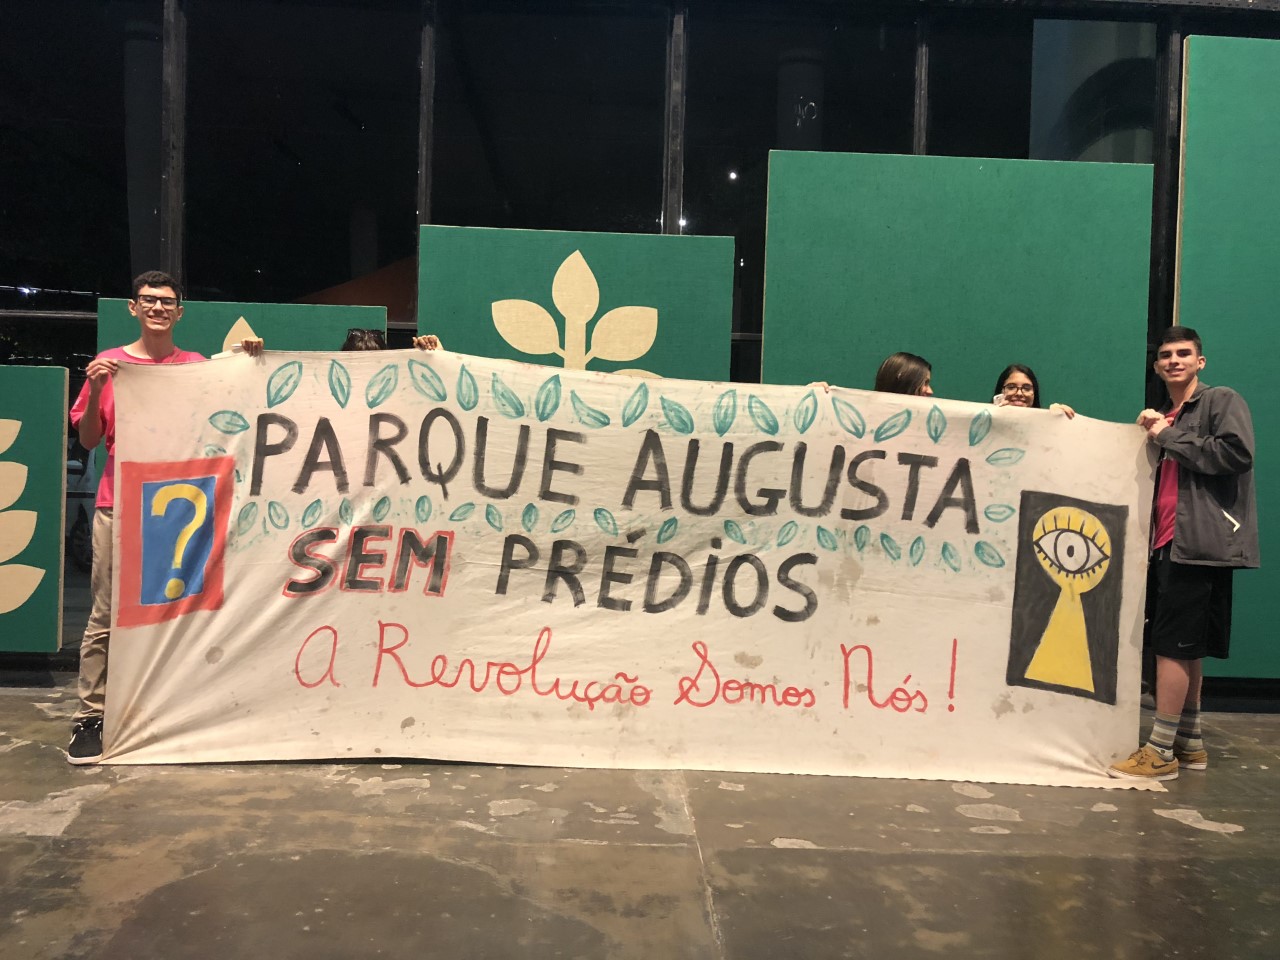 PARQUE AUGUSTA
SEM PRÉDIOS
A Revolução Somos Nós!
?